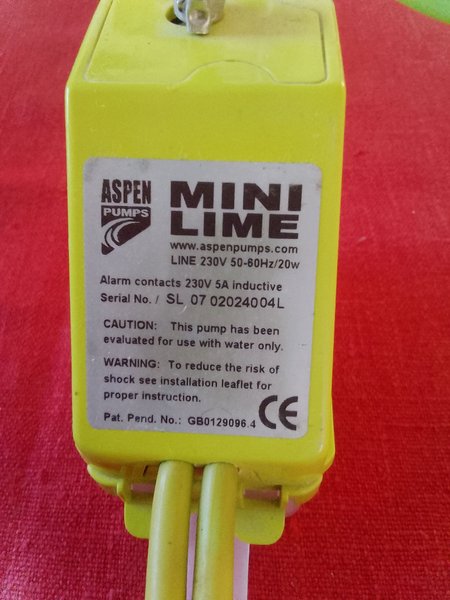 ASPEN
PUMPS
MINI
LIME
www.aspenpumps.com
LINE 230V 50-60Hz/20w
Alarm contacts 230V 5A inductive
Serial No. / SL 07 02024004L
CAUTION: This pump has been
evaluated for use with water only.
WARNING: To reduce the risk of
shock see installation leaflet for
proper instruction.
Pat. Pend. No.: GB0129096.4
CE